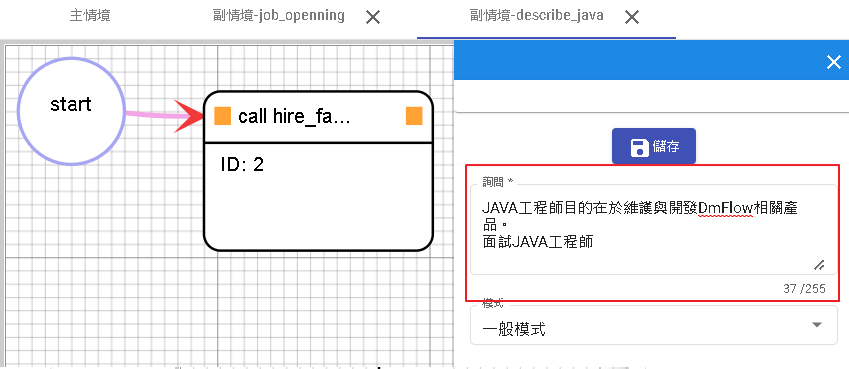 主情境
副情境-job_openning
副情境-describe_java
start
call hire_fa...
ID: 2
儲存
詢問 *
JAVA工程師目的在於維護與開發DmFlow相關產
品。
面試JAVA工程師
37 /255
模式
一般模式